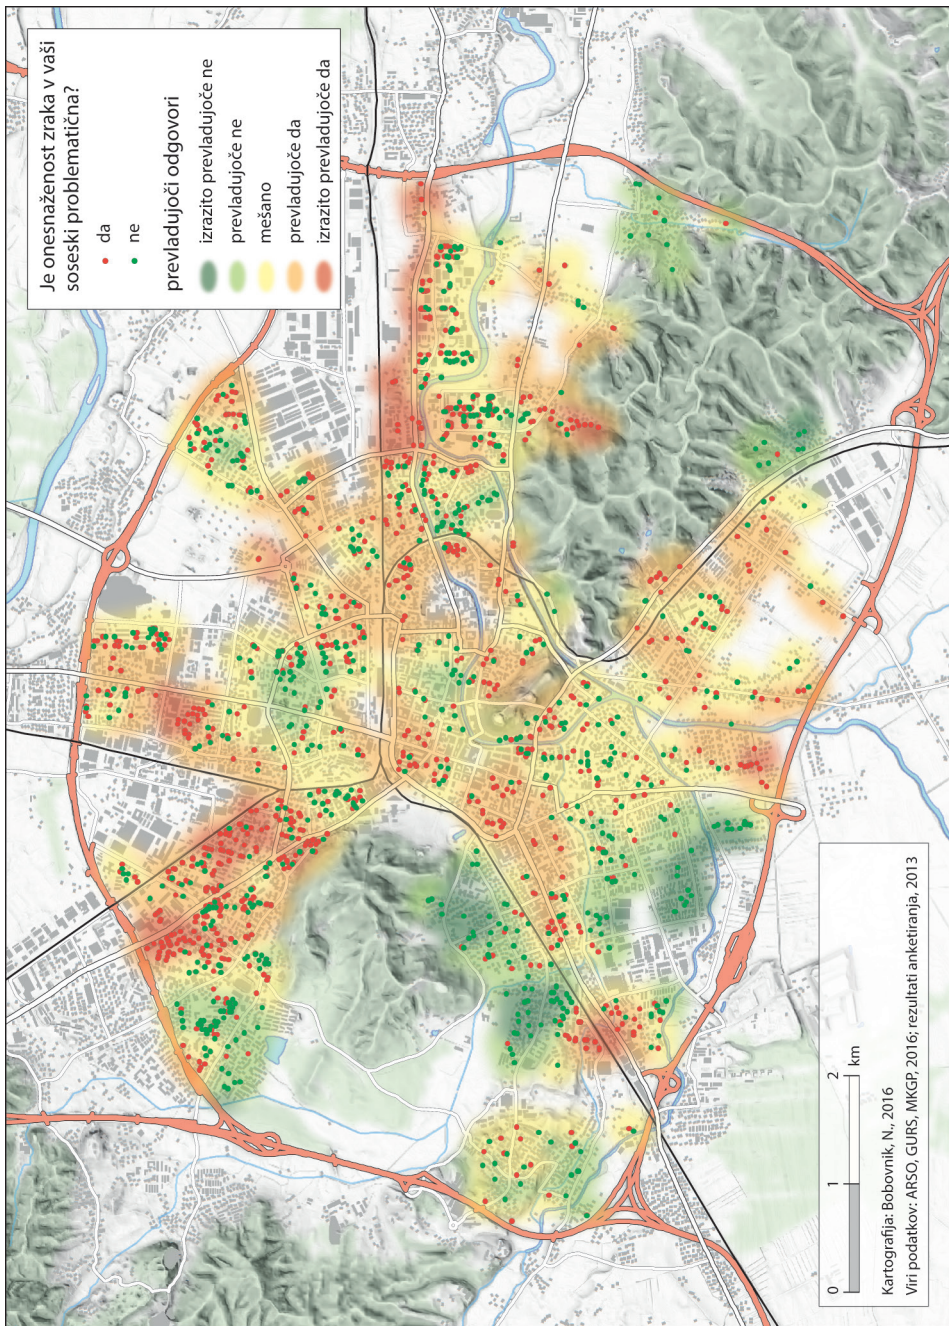 Je onesnaženost zraka v vaši
soseski problematična?
da
ne
prevladujoči odgovori
izrazito prevladujoče ne
prevladujoče ne
mešano
prevladujoče da
izrazito prevladujoče da
0 1 2
km
Kartografija: Bobovnik, N., 2016
Viri podatkov: ARSO, GURS, MKGP, 2016; rezultati anketiranja, 2013